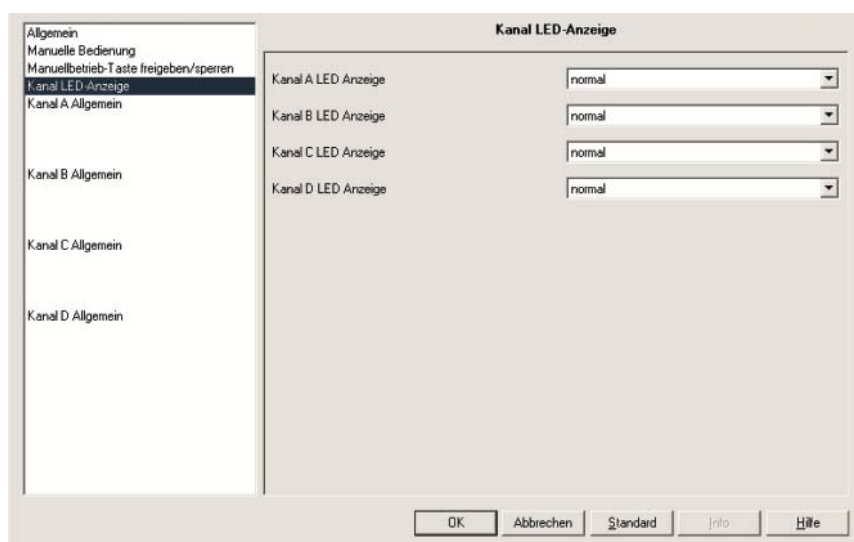 Allgemein
Manuelle Bedienung
Manuellbetrieb-Taste freigeben/sperren
Kanal LED-Anzeige
Kanal A Allgemein
Kanal B Allgemein
Kanal C Allgemein
Kanal D Allgemein
Kanal LED-Anzeige
Kanal A LED Anzeige normal
Kanal B LED Anzeige normal
Kanal C LED Anzeige normal
Kanal D LED Anzeige normal
OK Abbrechen Standard Info Hilfe